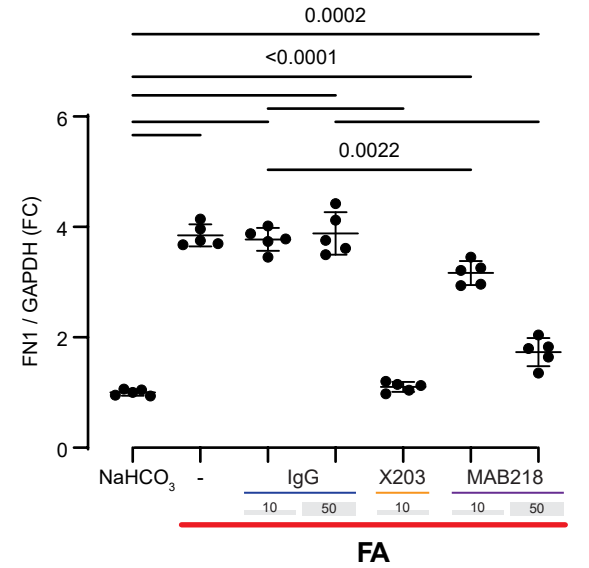 0.0002
<0.0001
0.0022
6
4
2
0
FN1 / GAPDH (FC)
NaHCO3 - IgG X203 MAB218
10 50 10 10 50
FA